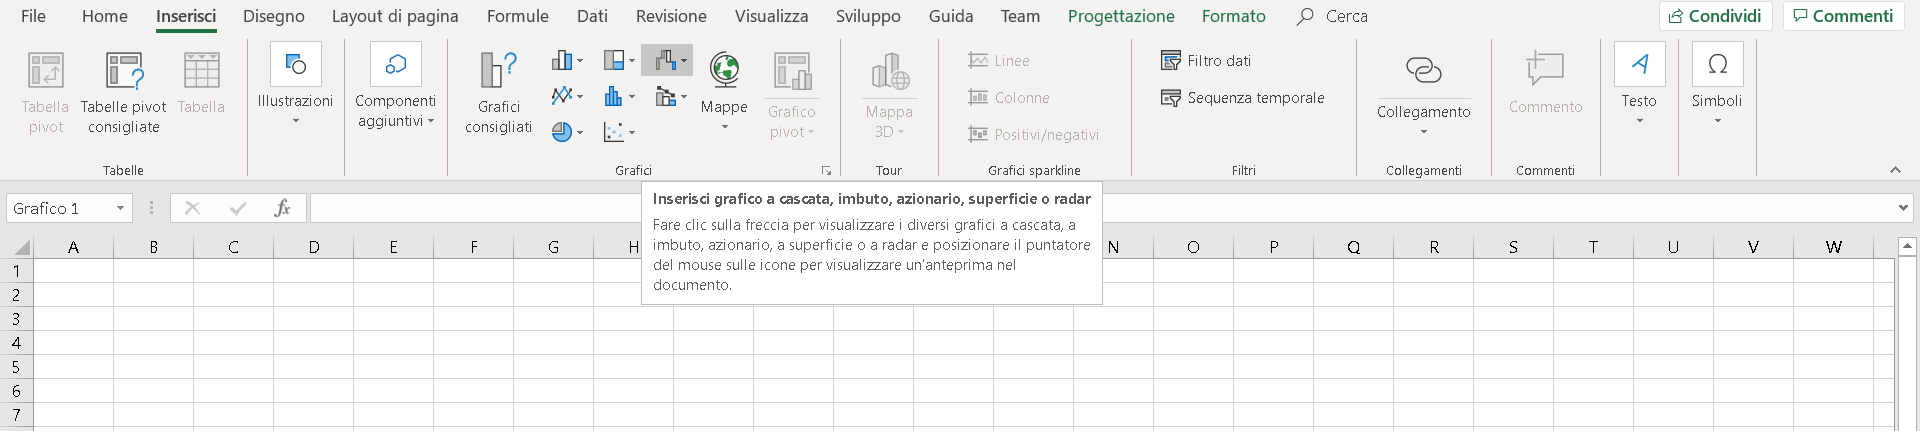 File Home Inserisci Disegno Layout di pagina Formule Dati Revisione Visualizza Sviluppo Guida Team Progettazione Formato Cerca Condividi Commenti
Tabella pivot
Tabelle pivot consigliate
Tabella
Tabelle
Illustrazioni
Componenti aggiuntivi
Grafici consigliati
Mappe
Grafico pivot
Grafici
Mappa 3D
Tour
Linee
Colonne
Positivi/negativi
Grafici sparkline
Filtro dati
Sequenza temporale
Filtri
Collegamento
Collegamenti
Commento
Commenti
Testo
Simboli
Grafico 1
fx
Inserisci grafico a cascata, imbuto, azionario, superficie o radar
Fare clic sulla freccia per visualizzare i diversi grafici a cascata, a
imbuto, azionario, a superficie o a radar e posizionare il puntatore
del mouse sulle icone per visualizzare un'anteprima nel
documento.
A B C D E F G H N O P Q R S T U V W
1
2
3
4
5
6
7